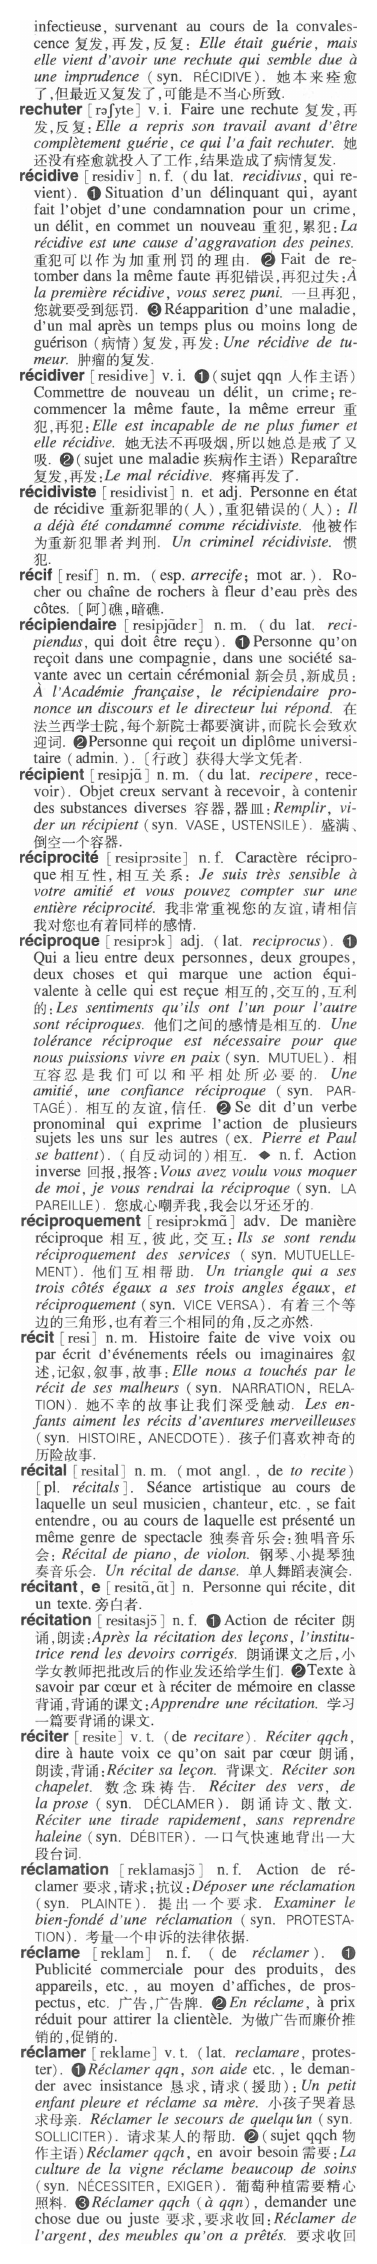 infectieuse, survenant au cours de la convales-
cence 复发,再发,反复: Elle était guérie, mais
elle vient d'avoir une rechute qui semble due à
une imprudence (syn. RÉCIDIVE). 她本来痊愈
了,但最近又复发了,可能是不当心所致.
rechuter [rəʃyte] v. i. Faire une rechute 复发,再
发,反复: Elle a repris son travail avant d'être
complètement guérie, ce qui l'a fait rechuter. 她
还没有痊愈就投入了工作,结果造成了病情复发.
récidive [residiv] n. f. (du lat. recidivus, qui re-
vient). ❶ Situation d'un délinquant qui, ayant
fait l'objet d'une condamnation pour un crime,
un délit, en commet un nouveau 重犯,累犯: La
récidive est une cause d'aggravation des peines.
重犯可以作为加重刑罚的理由. ❷ Fait de re-
tomber dans la même faute 再犯错误,再犯过失: À
la première récidive, vous serez puni. 一旦再犯,
您就要受到惩罚. ❸ Réapparition d'une maladie,
d'un mal après un temps plus ou moins long de
guérison (病情)复发,再发: Une récidive de tu-
meur. 肿瘤的复发.
récidiver [residive] v. i. ❶ (sujet qqn 人作主语)
Commettre de nouveau un délit, un crime; re-
commencer la même faute, la même erreur 重
犯,再犯: Elle est incapable de ne plus fumer et
elle récidive. 她无法不再吸烟,所以她总是戒了又
吸. ❷ (sujet une maladie 疾病作主语) Reparaître
复发,再发: Le mal récidive. 疼痛再发了.
récidiviste [residivist] n. et adj. Personne en état
de récidive 重新犯罪的(人),重犯错误的(人): Il
a déjà été condamné comme récidiviste. 他被作
为重新犯罪者判刑. Un criminel récidiviste. 惯
犯.
récif [resif] n. m. (esp. arrecife; mot ar.). Ro-
cher ou chaîne de rochers à fleur d'eau près des
côtes. 〔阿〕礁,暗礁.
récipiendaire [resipjɑ̃dɛr] n. m. (du lat. reci-
piendus, qui doit être reçu). ❶ Personne qu'on
reçoit dans une compagnie, dans une société sa-
vante avec un certain cérémonial 新会员,新成员:
À l'Académie française, le récipiendaire pro-
nonce un discours et le directeur lui répond. 在
法兰西学士院,每个新院士都要演讲,而院长会致欢
迎词. ❷ Personne qui reçoit un diplôme universi-
taire (admin.). 〔行政〕获得大学文凭者.
récipient [resipjɑ̃] n. m. (du lat. recipere, rece-
voir). Objet creux servant à recevoir, à contenir
des substances diverses 容器,器皿: Remplir, vi-
der un récipient (syn. VASE, USTENSILE). 盛满、
倒空一个容器.
réciprocité [resiprɔsite] n. f. Caractère récipro-
que 相互性,相互关系: Je suis très sensible à
votre amitié et vous pouvez compter sur une
entière réciprocité. 我非常重视您的友谊,请相信
我对您也有着同样的感情.
réciproque [resiprɔk] adj. (lat. reciprocus). ❶
Qui a lieu entre deux personnes, deux groupes,
deux choses et qui marque une action équi-
valente à celle qui est reçue 相互的,交互的,互利
的: Les sentiments qu'ils ont l'un pour l'autre
sont réciproques. 他们之间的感情是相互的. Une
tolérance réciproque est nécessaire pour que
nous puissions vivre en paix (syn. MUTUEL). 相
互容忍是我们可以和平相处所必要的. Une
amitié, une confiance réciproque (syn. PAR-
TAGÉ). 相互的友谊,信任. ❷ Se dit d'un verbe
pronominal qui exprime l'action de plusieurs
sujets les uns sur les autres (ex. Pierre et Paul
se battent). (自反动词的)相互. ◆ n. f. Action
inverse 回报,报答: Vous avez voulu vous moquer
de moi, je vous rendrai la réciproque (syn. LA
PAREILLE). 您成心嘲弄我,我会以牙还牙的.
réciproquement [resiprɔkmɑ̃] adv. De manière
réciproque 相互,彼此,交互: Ils se sont rendu
réciproquement des services (syn. MUTUELLE-
MENT). 他们互相帮助. Un triangle qui a ses
trois côtés égaux a ses trois angles égaux, et
réciproquement (syn. VICE VERSA). 有着三个等
边的三角形,也有着三个相同的角,反之亦然.
récit [resi] n. m. Histoire faite de vive voix ou
par écrit d'événements réels ou imaginaires 叙
述,记叙,叙事,故事: Elle nous a touchés par le
récit de ses malheurs (syn. NARRATION, RELA-
TION). 她不幸的故事让我们深受触动. Les en-
fants aiment les récits d'aventures merveilleuses
(syn. HISTOIRE, ANECDOTE). 孩子们喜欢神奇的
历险故事.
récital [resital] n. m. (mot angl., de to recite)
[pl. récitals]. Séance artistique au cours de
laquelle un seul musicien, chanteur, etc., se fait
entendre, ou au cours de laquelle est présenté un
même genre de spectacle 独奏音乐会;独唱音乐
会: Récital de piano, de violon. 钢琴、小提琴独
奏音乐会. Un récital de danse. 单人舞蹈表演会.
récitant, e [resitɑ̃, ɑ̃t] n. Personne qui récite, dit
un texte. 旁白者.
récitation [resitasjɔ̃] n. f. ❶ Action de réciter 朗
诵,朗读: Après la récitation des leçons, l'institu-
trice rend les devoirs corrigés. 朗诵课文之后,小
学女教师把批改后的作业发还给学生们. ❷ Texte à
savoir par cœur et à réciter de mémoire en classe
背诵,背诵的课文: Apprendre une récitation. 学习
一篇要背诵的课文.
réciter [resite] v. t. (de recitare). Réciter qqch,
dire à haute voix ce qu'on sait par cœur 朗诵,
朗读,背诵: Réciter sa leçon. 背课文. Réciter son
chapelet. 数念珠祷告. Réciter des vers, de
la prose (syn. DÉCLAMER). 朗诵诗文、散文.
Réciter une tirade rapidement, sans reprendre
haleine (syn. DÉBITER). 一口气快速地背出一大
段台词.
réclamation [reklamasjɔ̃] n. f. Action de ré-
clamer 要求,请求;抗议: Déposer une réclamation
(syn. PLAINTE). 提出一个要求. Examiner le
bien-fondé d'une réclamation (syn. PROTESTA-
TION). 考量一个申诉的法律依据.
réclame [reklam] n. f. (de réclamer). ❶
Publicité commerciale pour des produits, des
appareils, etc., au moyen d'affiches, de pros-
pectus, etc. 广告,广告牌. ❷ En réclame, à prix
réduit pour attirer la clientèle. 为做广告而廉价推
销的,促销的.
réclamer [reklame] v. t. (lat. reclamare, protes-
ter). ❶ Réclamer qqn, son aide etc., le deman-
der avec insistance 恳求,请求(援助): Un petit
enfant pleure et réclame sa mère. 小孩子哭着恳
求母亲. Réclamer le secours de quelqu'un (syn.
SOLLICITER). 请求某人的帮助. ❷ (sujet qqch 物
作主语) Réclamer qqch, en avoir besoin 需要: La
culture de la vigne réclame beaucoup de soins
(syn. NÉCESSITER, EXIGER). 葡萄种植需要精心
照料. ❸ Réclamer qqch (à qqn), demander une
chose due ou juste 要求,要求收回: Réclamer de
l'argent, des meubles qu'on a prêtés. 要求收回